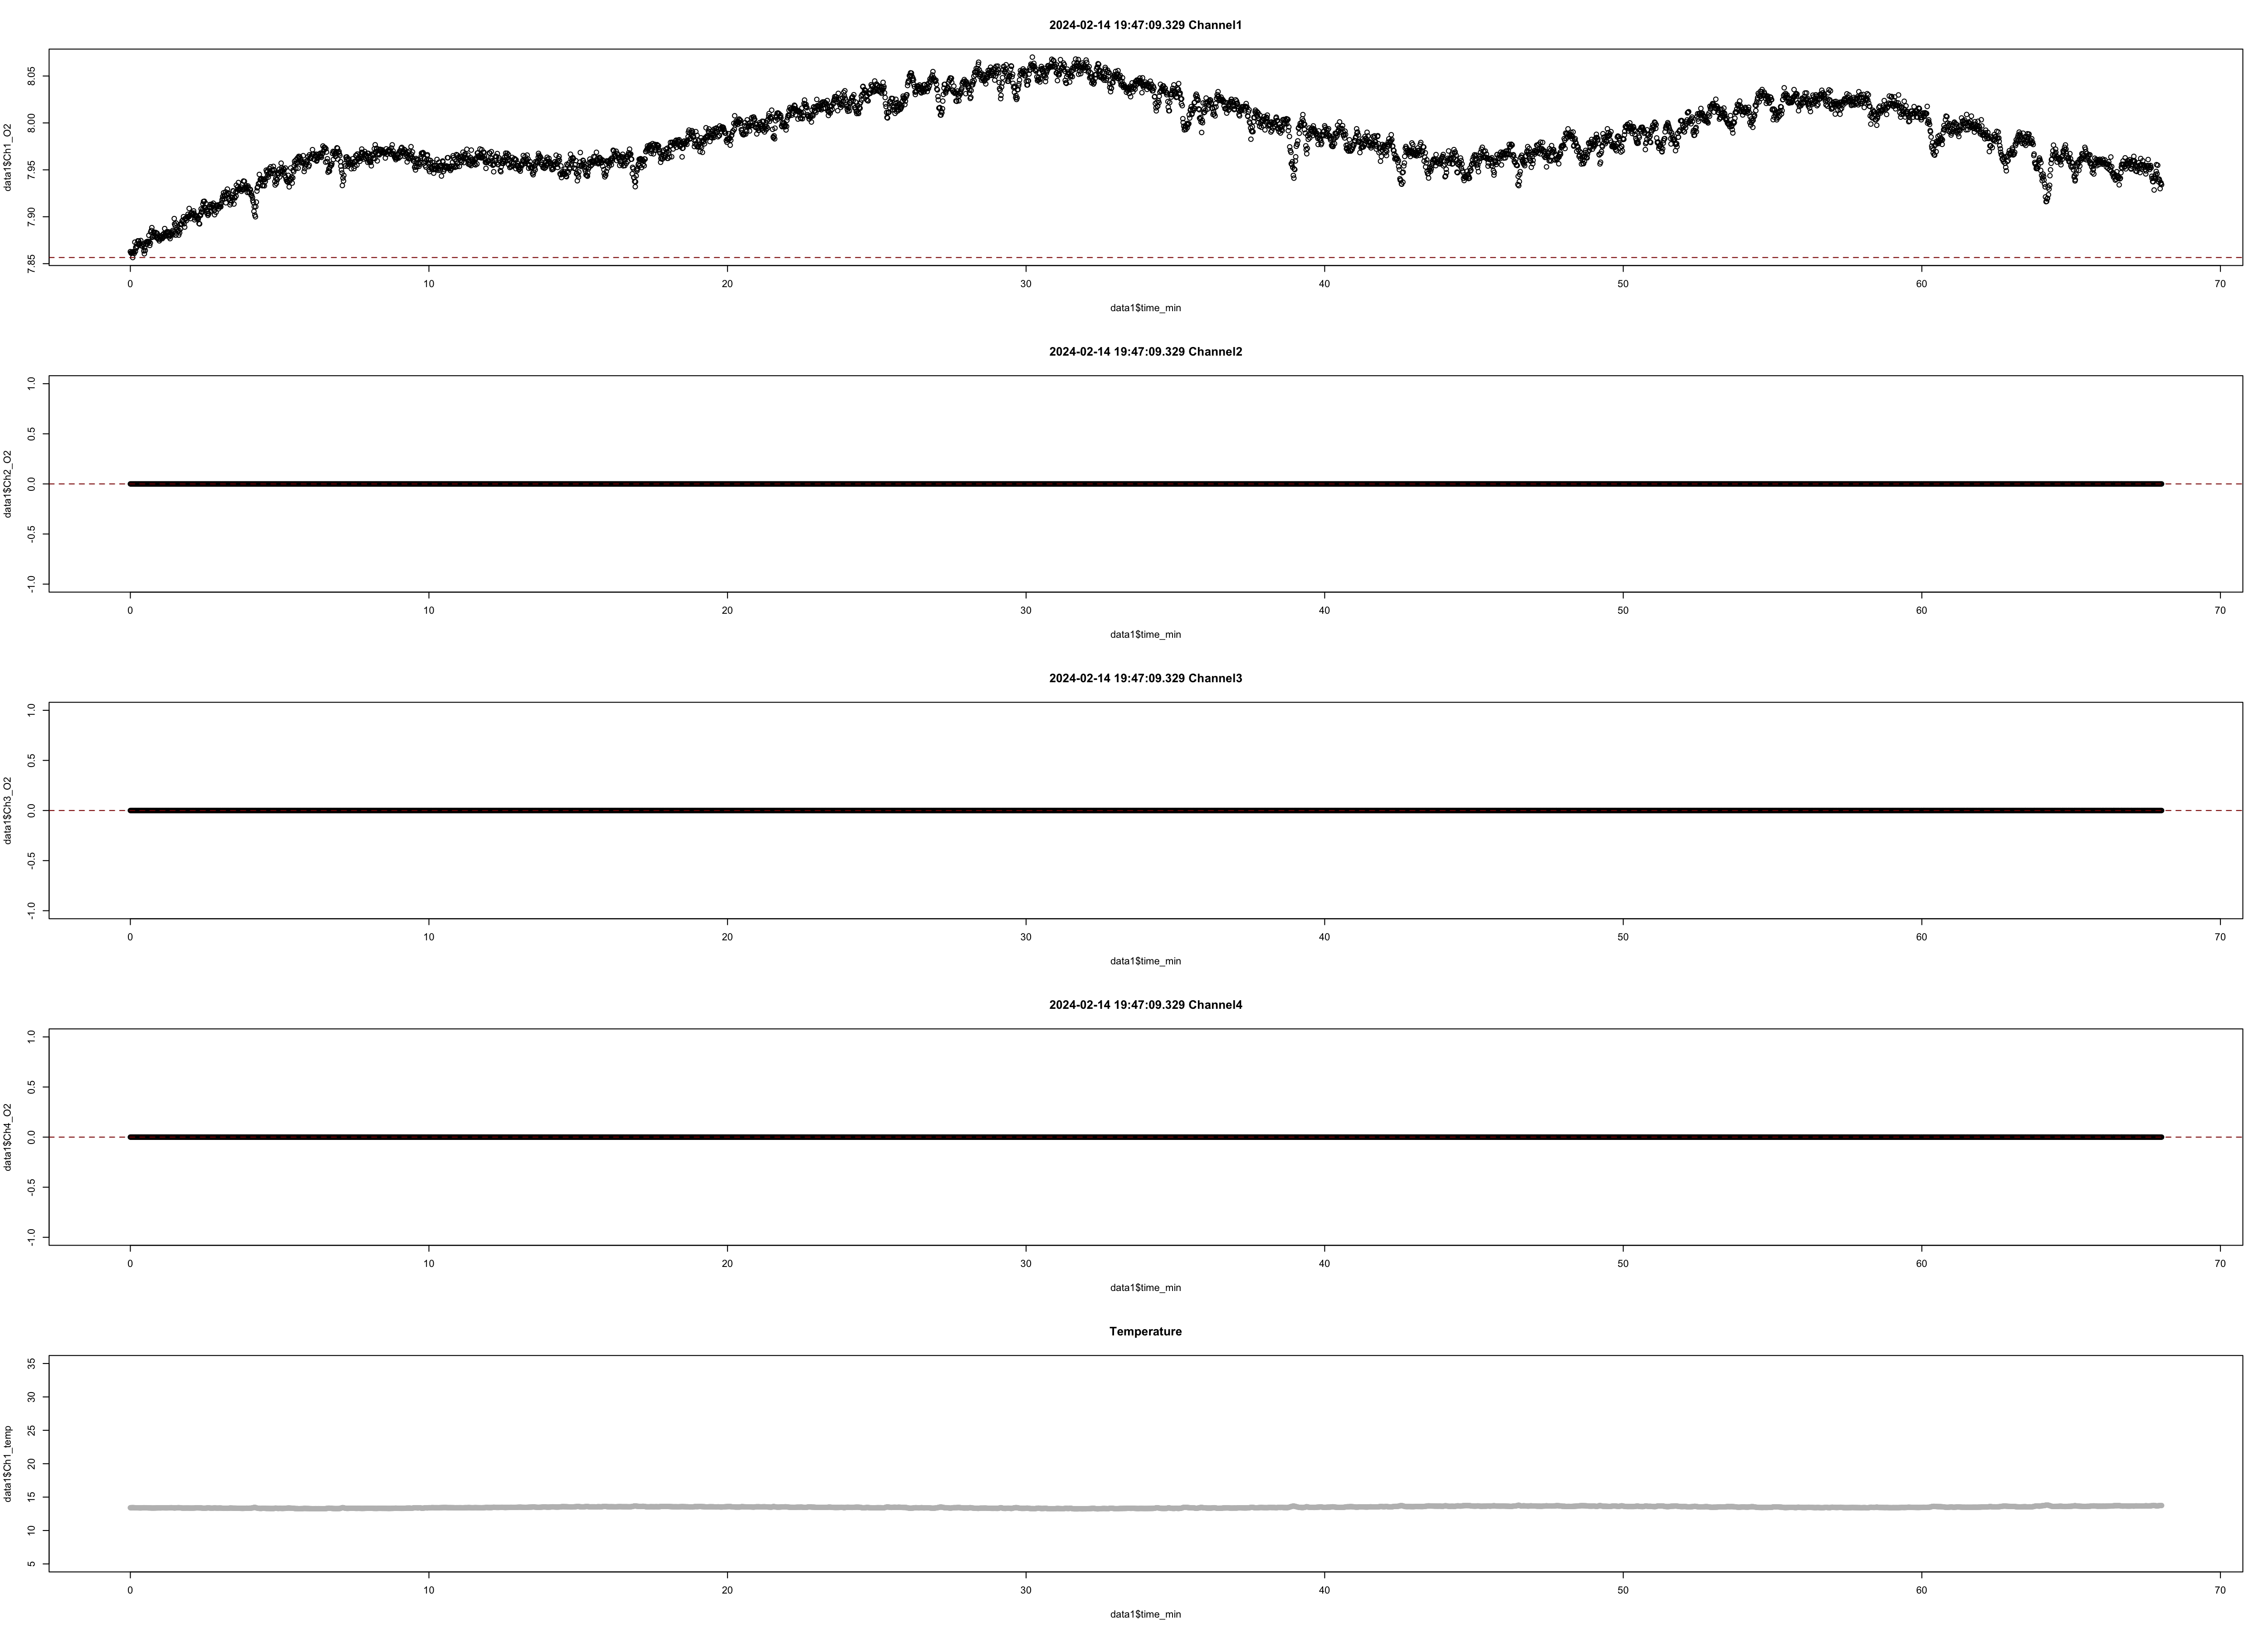 2024-02-14 19:47:09.329 Channel1
data1$Ch1_O2
8.05
8.00
7.95
7.90
7.85
0 10 20 30 40 50 60 70
data1$time_min
2024-02-14 19:47:09.329 Channel2
data1$Ch2_O2
1.0
0.5
0.0
-0.5
-1.0
0 10 20 30 40 50 60 70
data1$time_min
2024-02-14 19:47:09.329 Channel3
data1$Ch3_O2
1.0
0.5
0.0
-0.5
-1.0
0 10 20 30 40 50 60 70
data1$time_min
2024-02-14 19:47:09.329 Channel4
data1$Ch4_O2
1.0
0.5
0.0
-0.5
-1.0
0 10 20 30 40 50 60 70
data1$time_min
Temperature
data1$Ch1_temp
35
30
25
20
15
10
5
0 10 20 30 40 50 60 70
data1$time_min